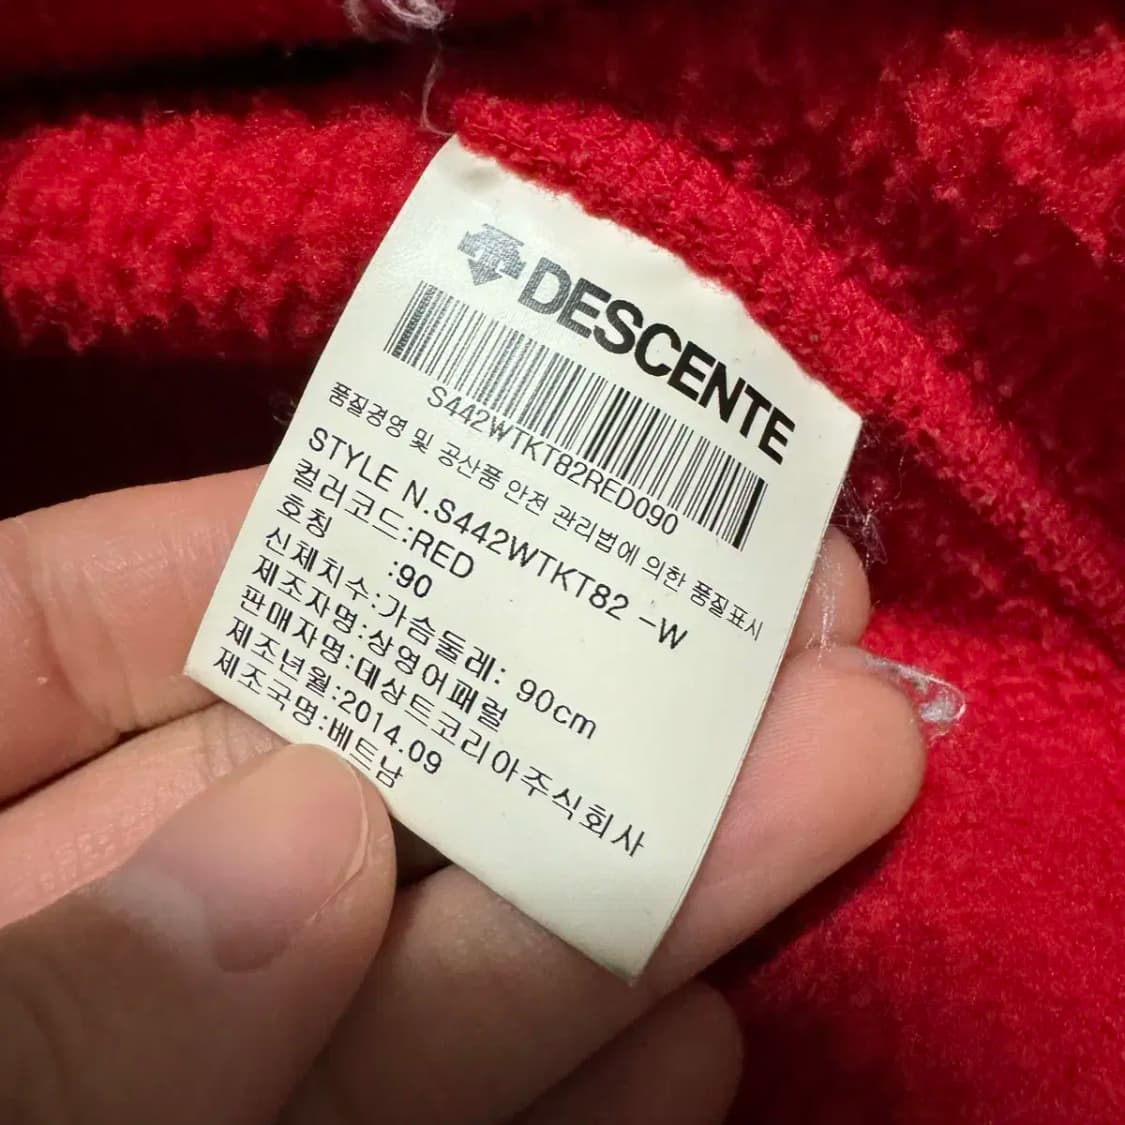 DESCENTE
S442WTKT82RED090
품질경영 및 공산품 안전 관리법에 의한 품질표시
STYLE N.S442WTKT82 -W
컬러코드:RED
호칭 :90
신체치수:가슴둘레: 90cm
제조자명:상영어패럴
판매자명:데상트코리아주식회사
제조년월:2014.09
제조국명:베트남